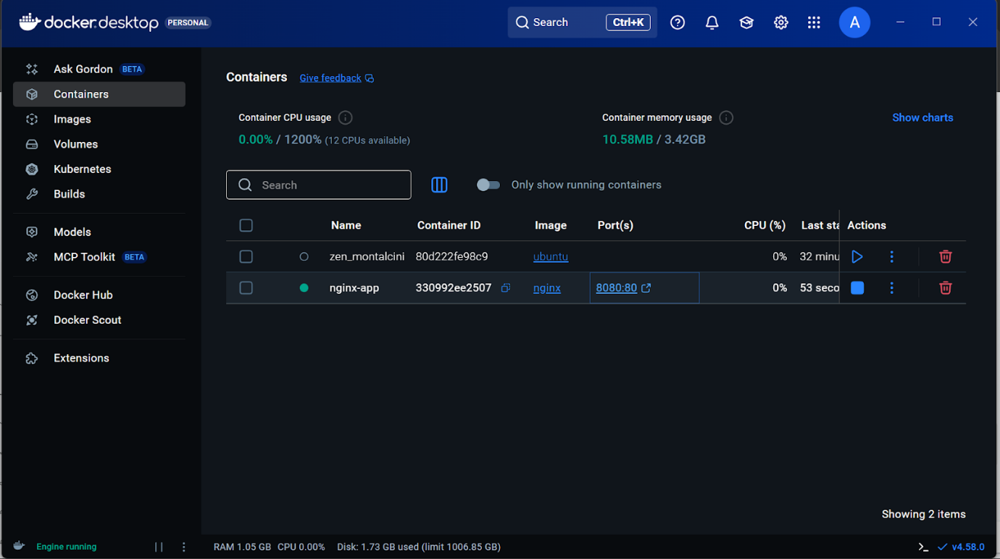 docker.desktop PERSONAL
Search Ctrl+K
A
Ask Gordon BETA
Containers
Images
Volumes
Kubernetes
Builds
Models
MCP Toolkit BETA
Docker Hub
Docker Scout
Extensions
Containers Give feedback
Container CPU usage
0.00% / 1200% (12 CPUs available)
Container memory usage
10.58MB / 3.42GB
Show charts
Search
Only show running containers
Name Container ID Image Port(s) CPU (%) Last sta Actions
zen_montalcini 80d222fe98c9 ubuntu 0% 32 minu
nginx-app 330992ee2507 nginx 8080:80 0% 53 seco
Showing 2 items
Engine running
RAM 1.05 GB CPU 0.00% Disk: 1.73 GB used (limit 1006.85 GB)
v4.58.0